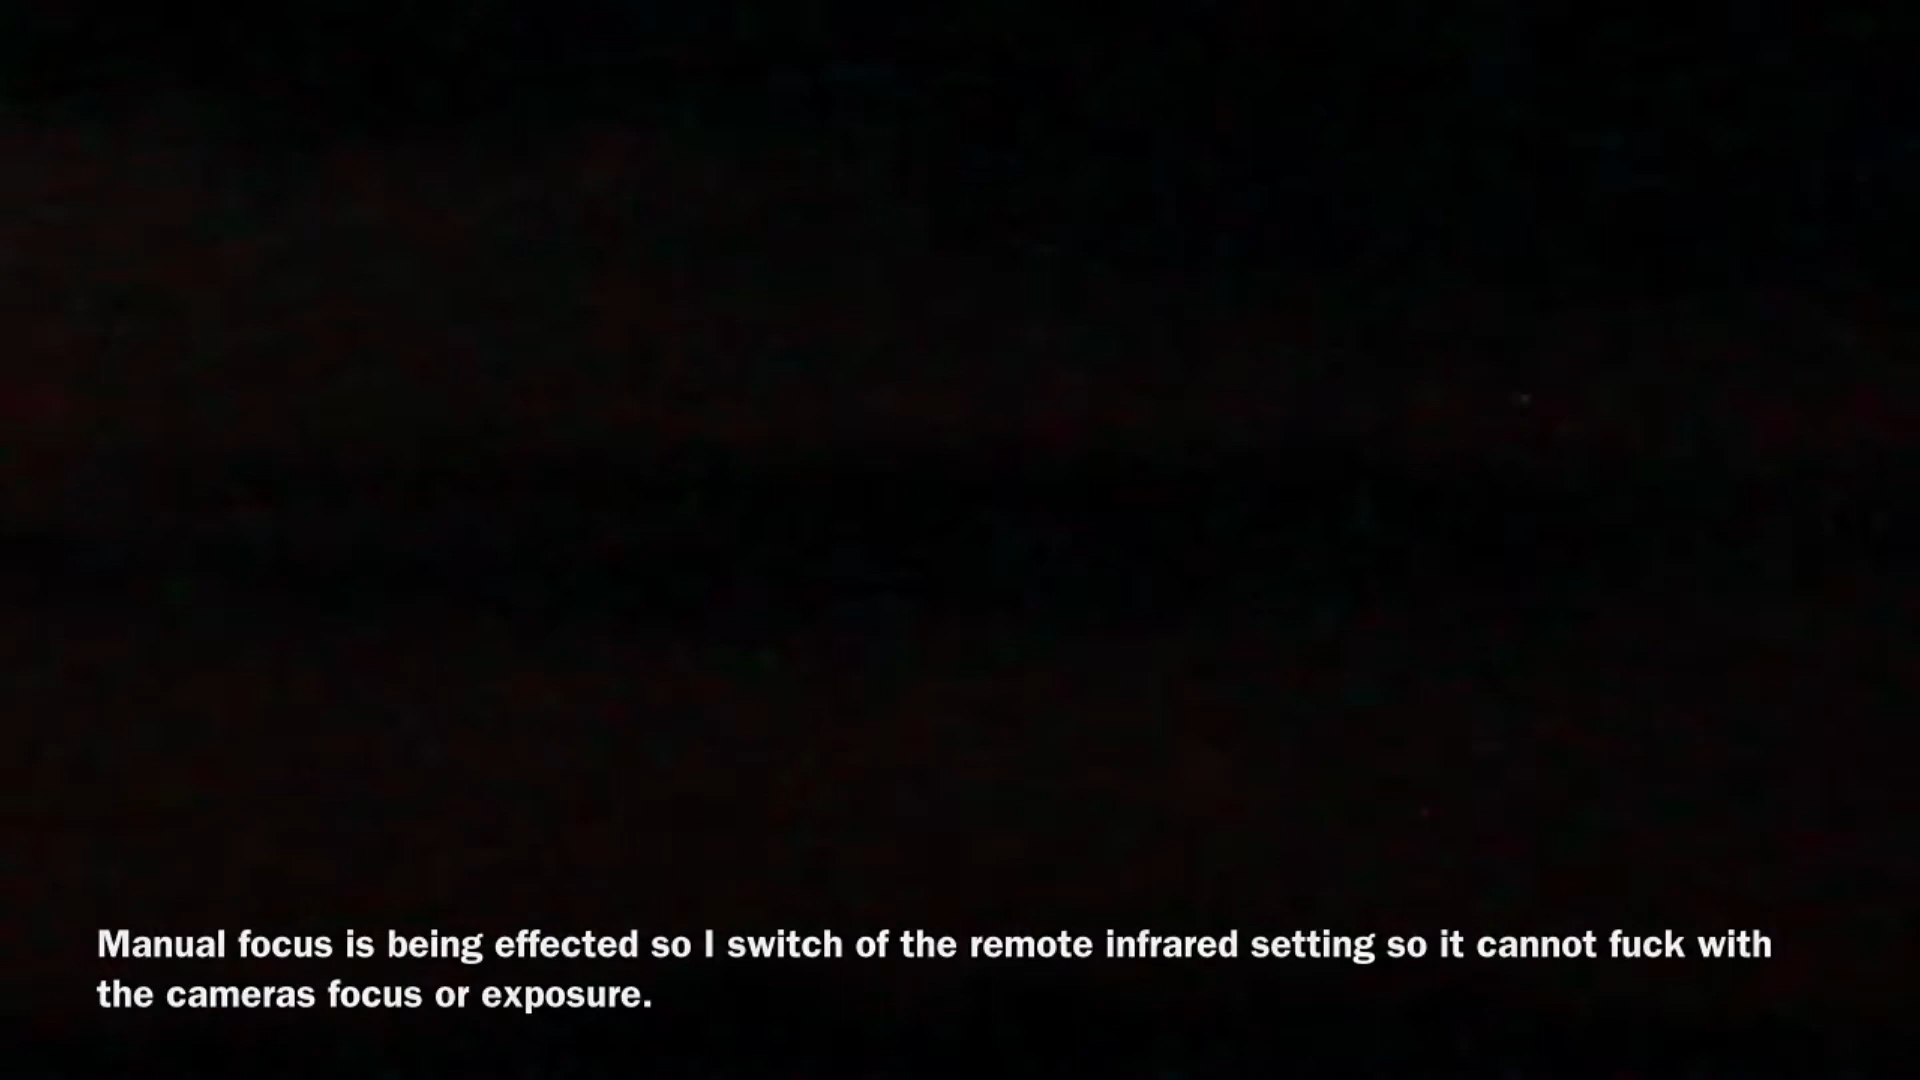 Manual focus is being effected so I switch of the remote infrared setting so it cannot fuck with
the cameras focus or exposure.